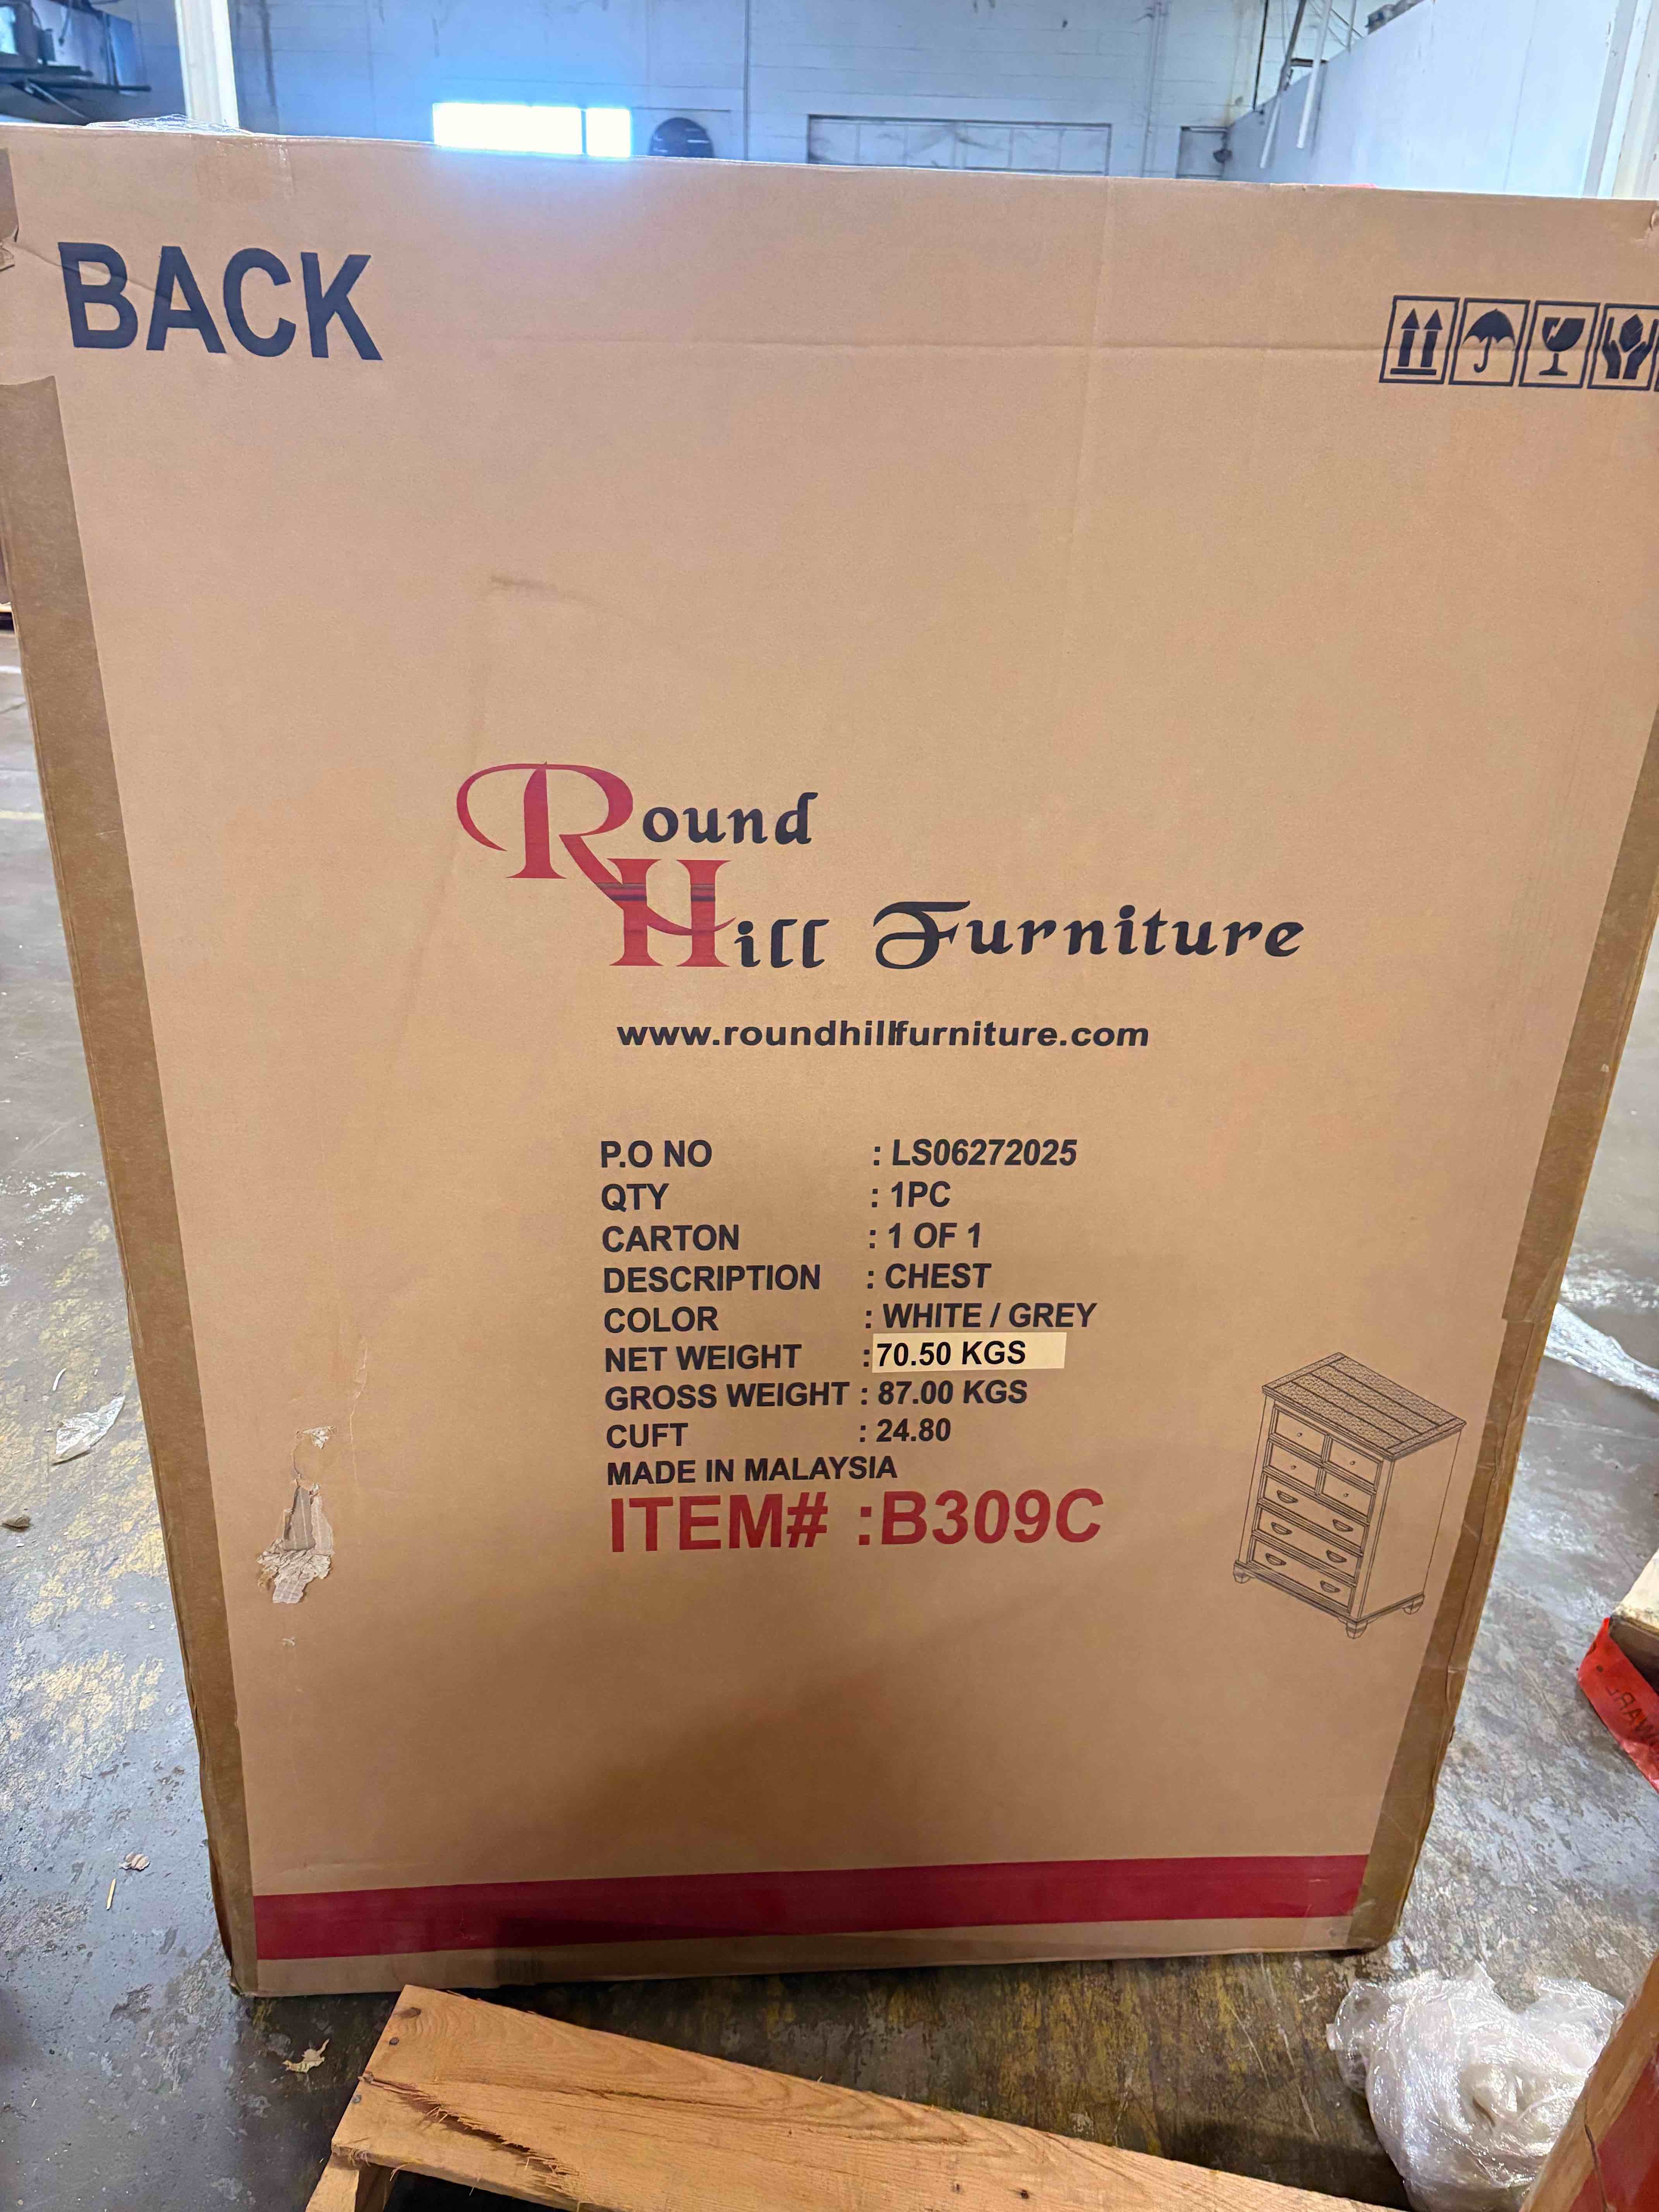 BACK
Round
Hill Furniture
www.roundhillfurniture.com
P.O NO : LS06272025
QTY : 1PC
CARTON : 1 OF 1
DESCRIPTION : CHEST
COLOR : WHITE / GREY
NET WEIGHT : 70.50 KGS
GROSS WEIGHT : 87.00 KGS
CUFT : 24.80
MADE IN MALAYSIA
ITEM# :B309C